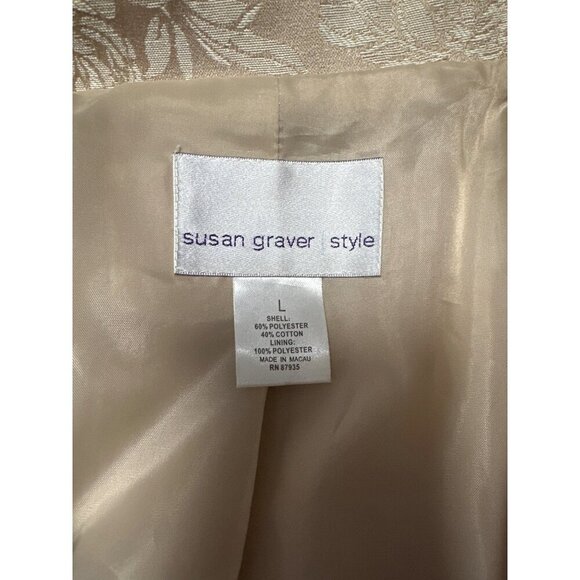 susan graver | style
L
SHELL:
60% POLYESTER
40% COTTON
LINING:
100% POLYESTER
MADE IN MACAU
RN 87935